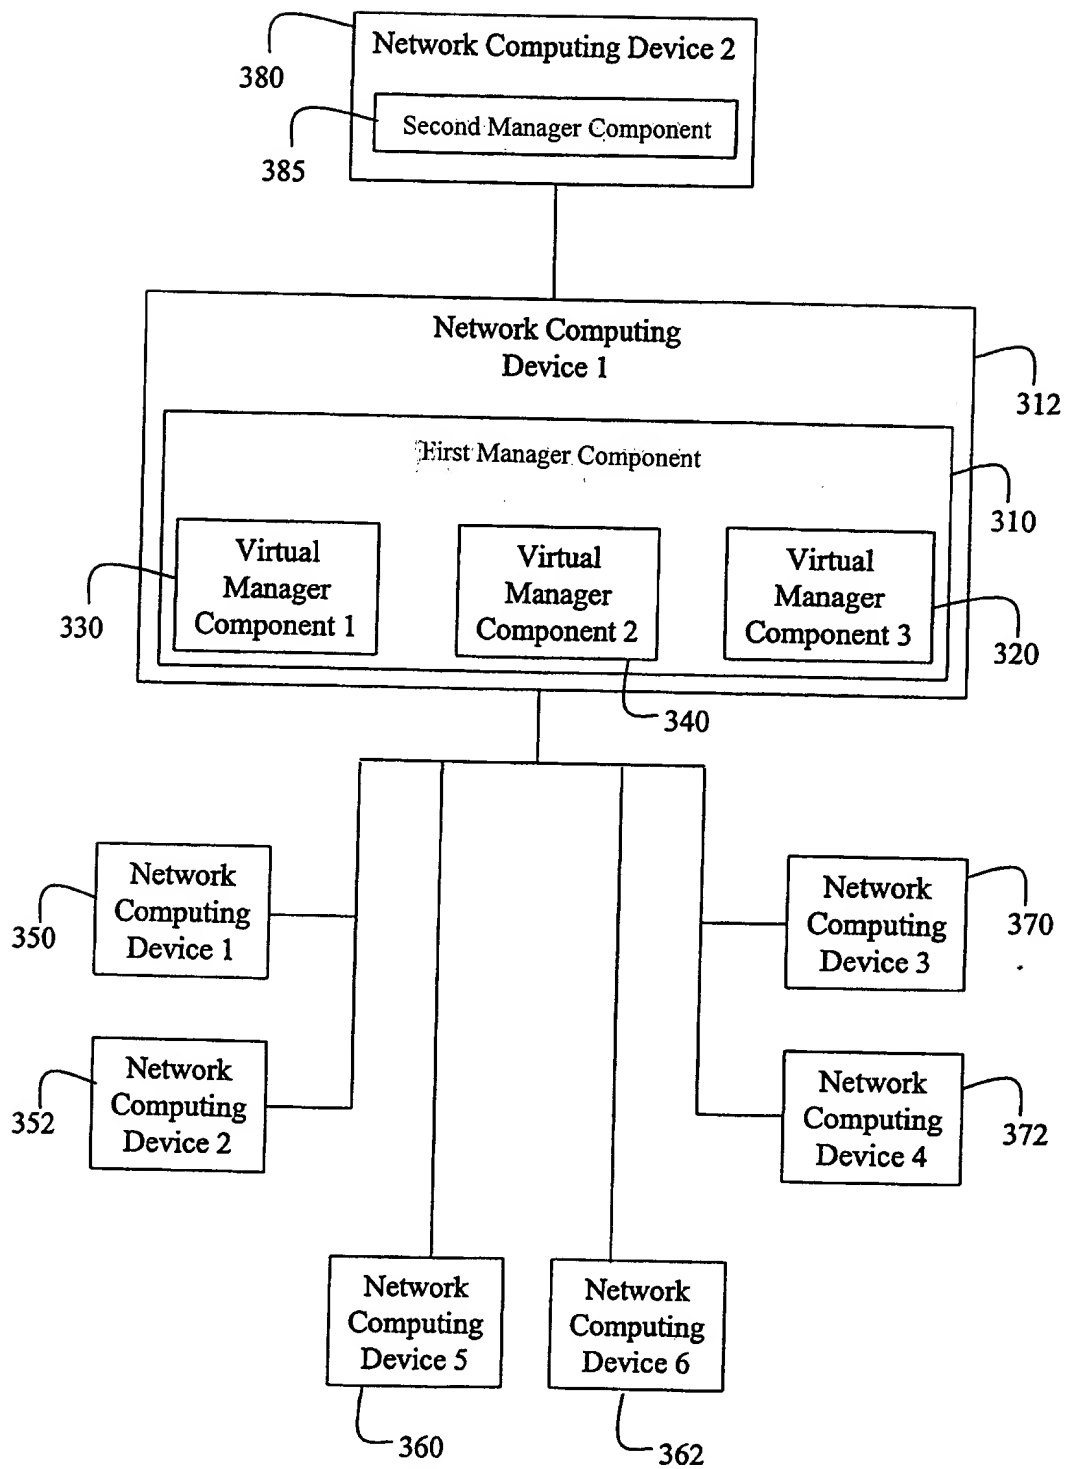 Network Computing Device 2
380
Second Manager Component
385
Network Computing
Device 1
312
First Manager Component
310
Virtual
Manager
Component 1
330
Virtual
Manager
Component 2
340
Virtual
Manager
Component 3
320
Network
Computing
Device 1
350
Network
Computing
Device 3
370
Network
Computing
Device 2
352
Network
Computing
Device 4
372
Network
Computing
Device 5
360
Network
Computing
Device 6
362